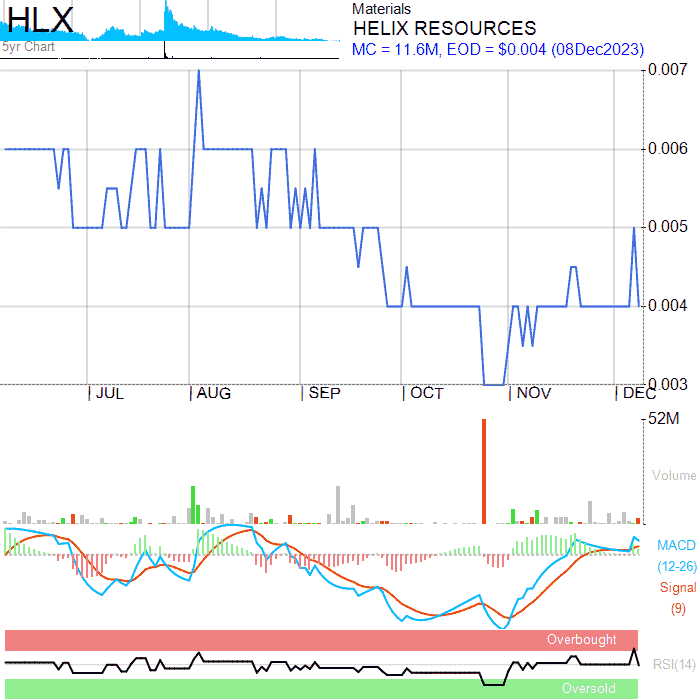 HLX
5yr Chart
Materials
HELIX RESOURCES
MC = 11.6M, EOD = $0.004 (08Dec2023)
0.007
0.006
0.005
0.004
0.003
JUL AUG SEP OCT NOV DEC
52M
Volume
MACD
(12-26)
Signal
(9)
Overbought
RSI(14)
Oversold